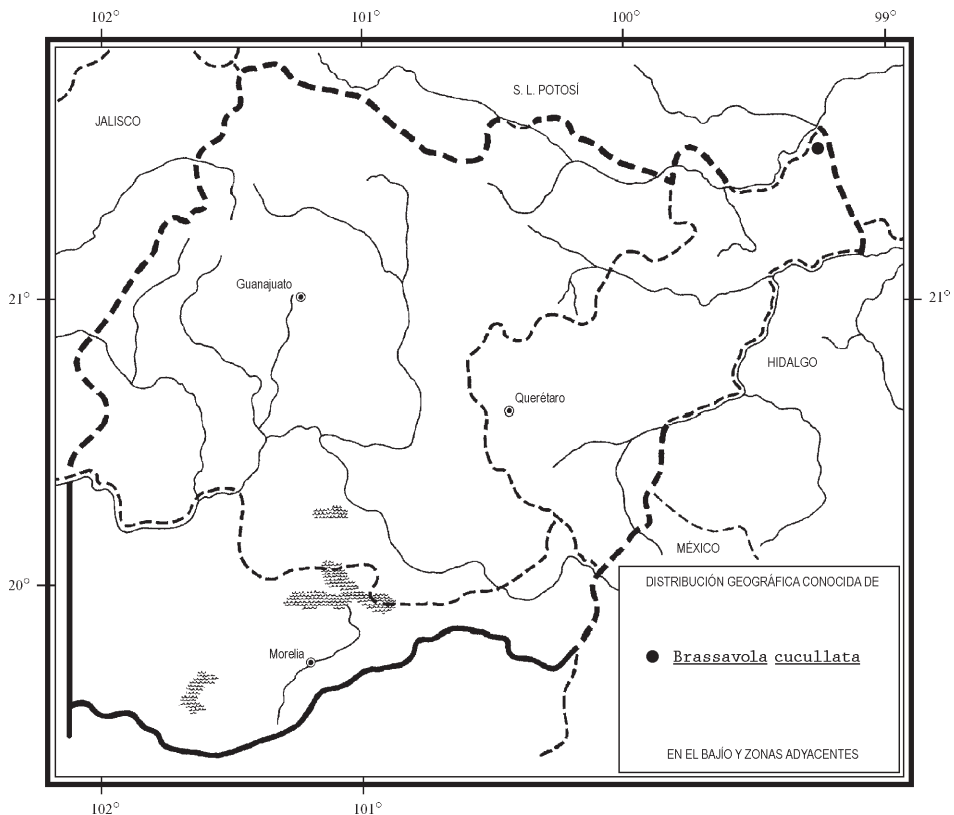 102° 101° 100° 99°
S. L. POTOSÍ
JALISCO
Guanajuato
21° 21°
HIDALGO
Querétaro
MÉXICO
20°
DISTRIBUCIÓN GEOGRÁFICA CONOCIDA DE
Morelia
Brassavola cucullata
EN EL BAJÍO Y ZONAS ADYACENTES
102° 101°